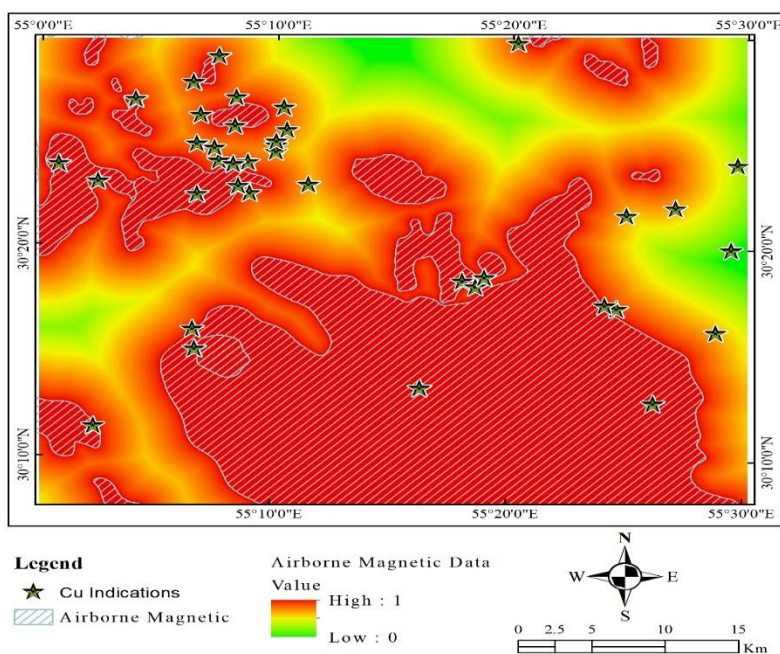 55°0'0"E 55°10'0"E 55°20'0"E 55°30'0"E
30°20'0"N 30°20'0"N
30°10'0"N 30°10'0"N
55°10'0"E 55°20'0"E 55°30'0"E
Legend
Cu Indications
Airborne Magnetic
Airborne Magnetic Data
Value
High : 1
Low : 0
N
W E
S
0 2.5 5 10 15
Km